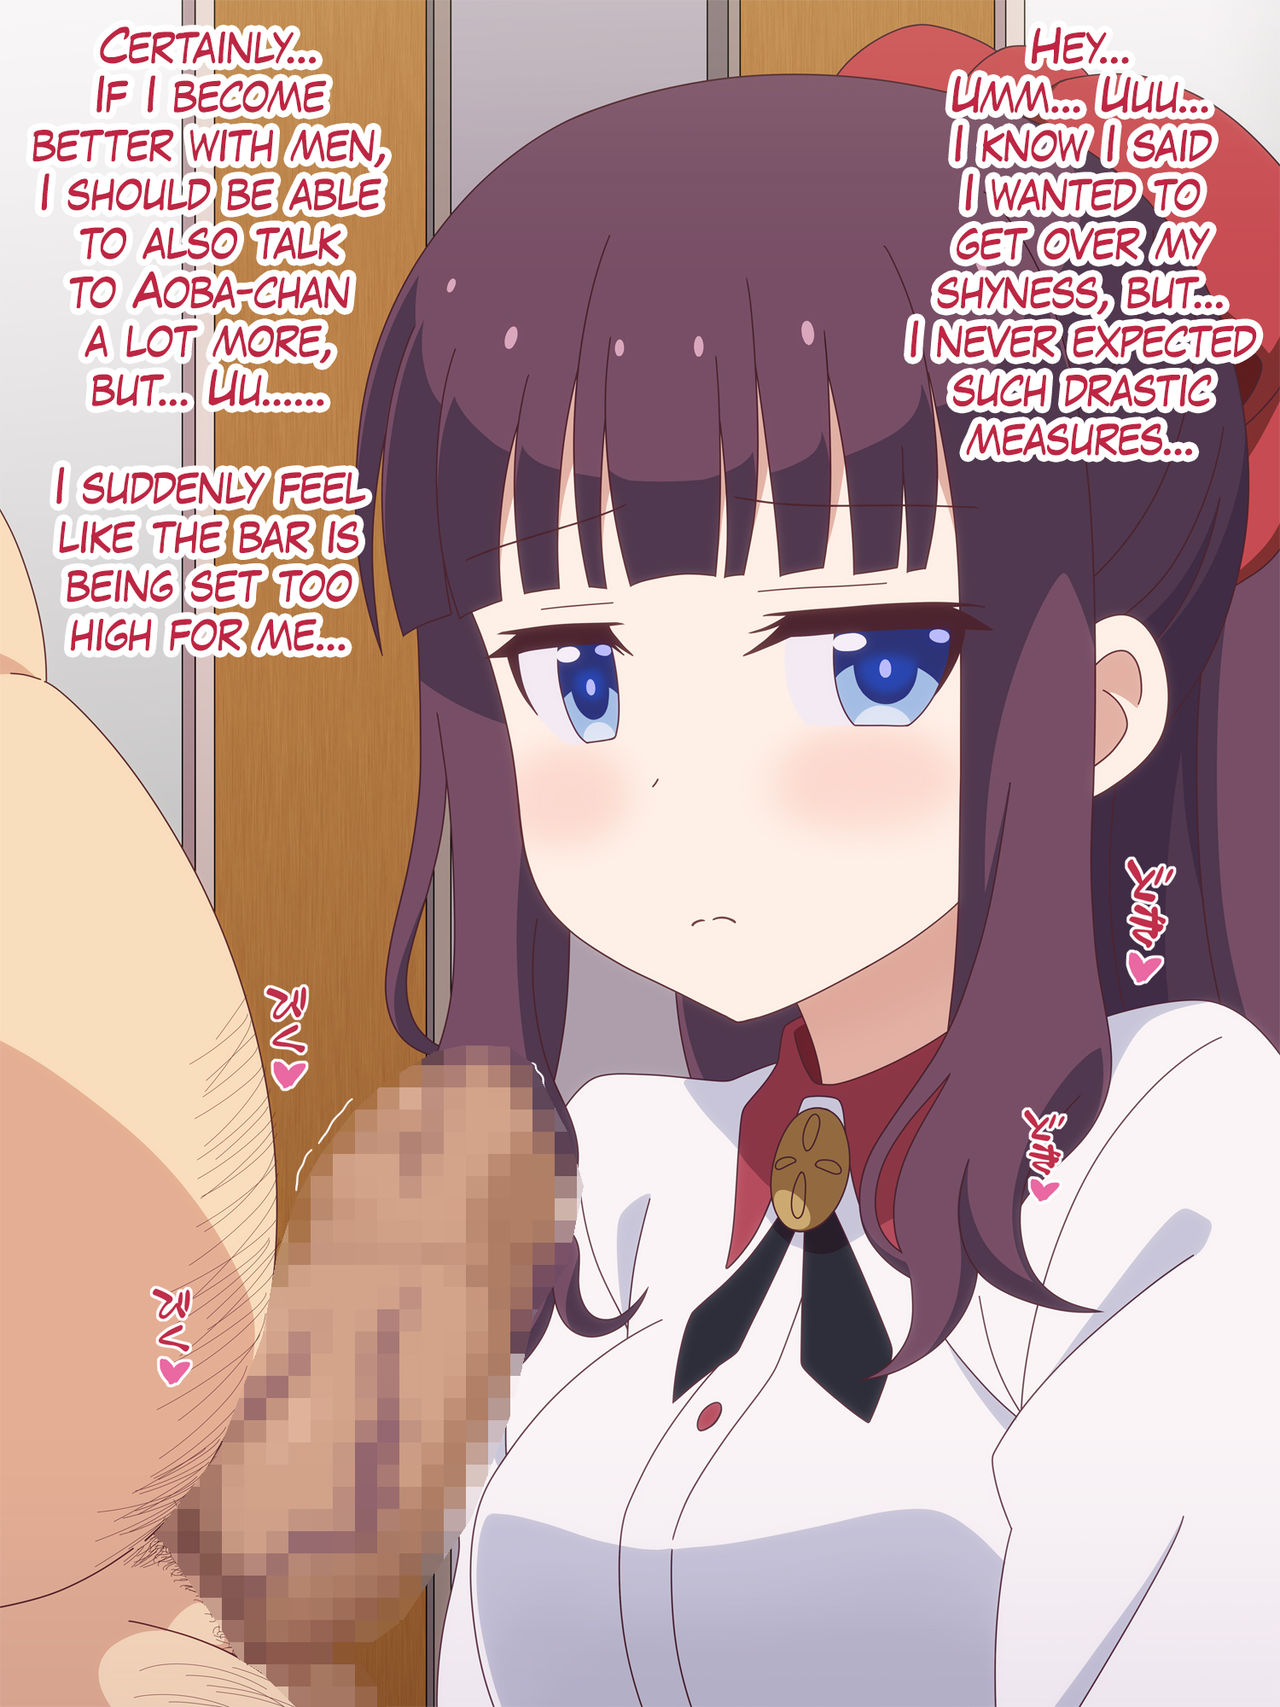 CERTAINLY...
IF I BECOME
BETTER WITH MEN,
I SHOULD BE ABLE
TO ALSO TALK
TO AOBA-CHAN
A LOT MORE,
BUT... UU......
I SUDDENLY FEEL
LIKE THE BAR IS
BEING SET TOO
HIGH FOR ME...
HEY...
UMM... UUU...
I KNOW I SAID
I WANTED TO
GET OVER MY
SHYNESS, BUT...
I NEVER EXPECTED
SUCH DRASTIC
MEASURES...